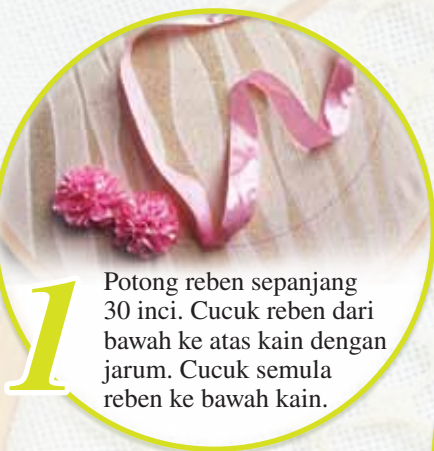 1
Potong reben sepanjang
30 inci. Cucuk reben dari
bawah ke atas kain dengan
jarum. Cucuk semula
reben ke bawah kain.